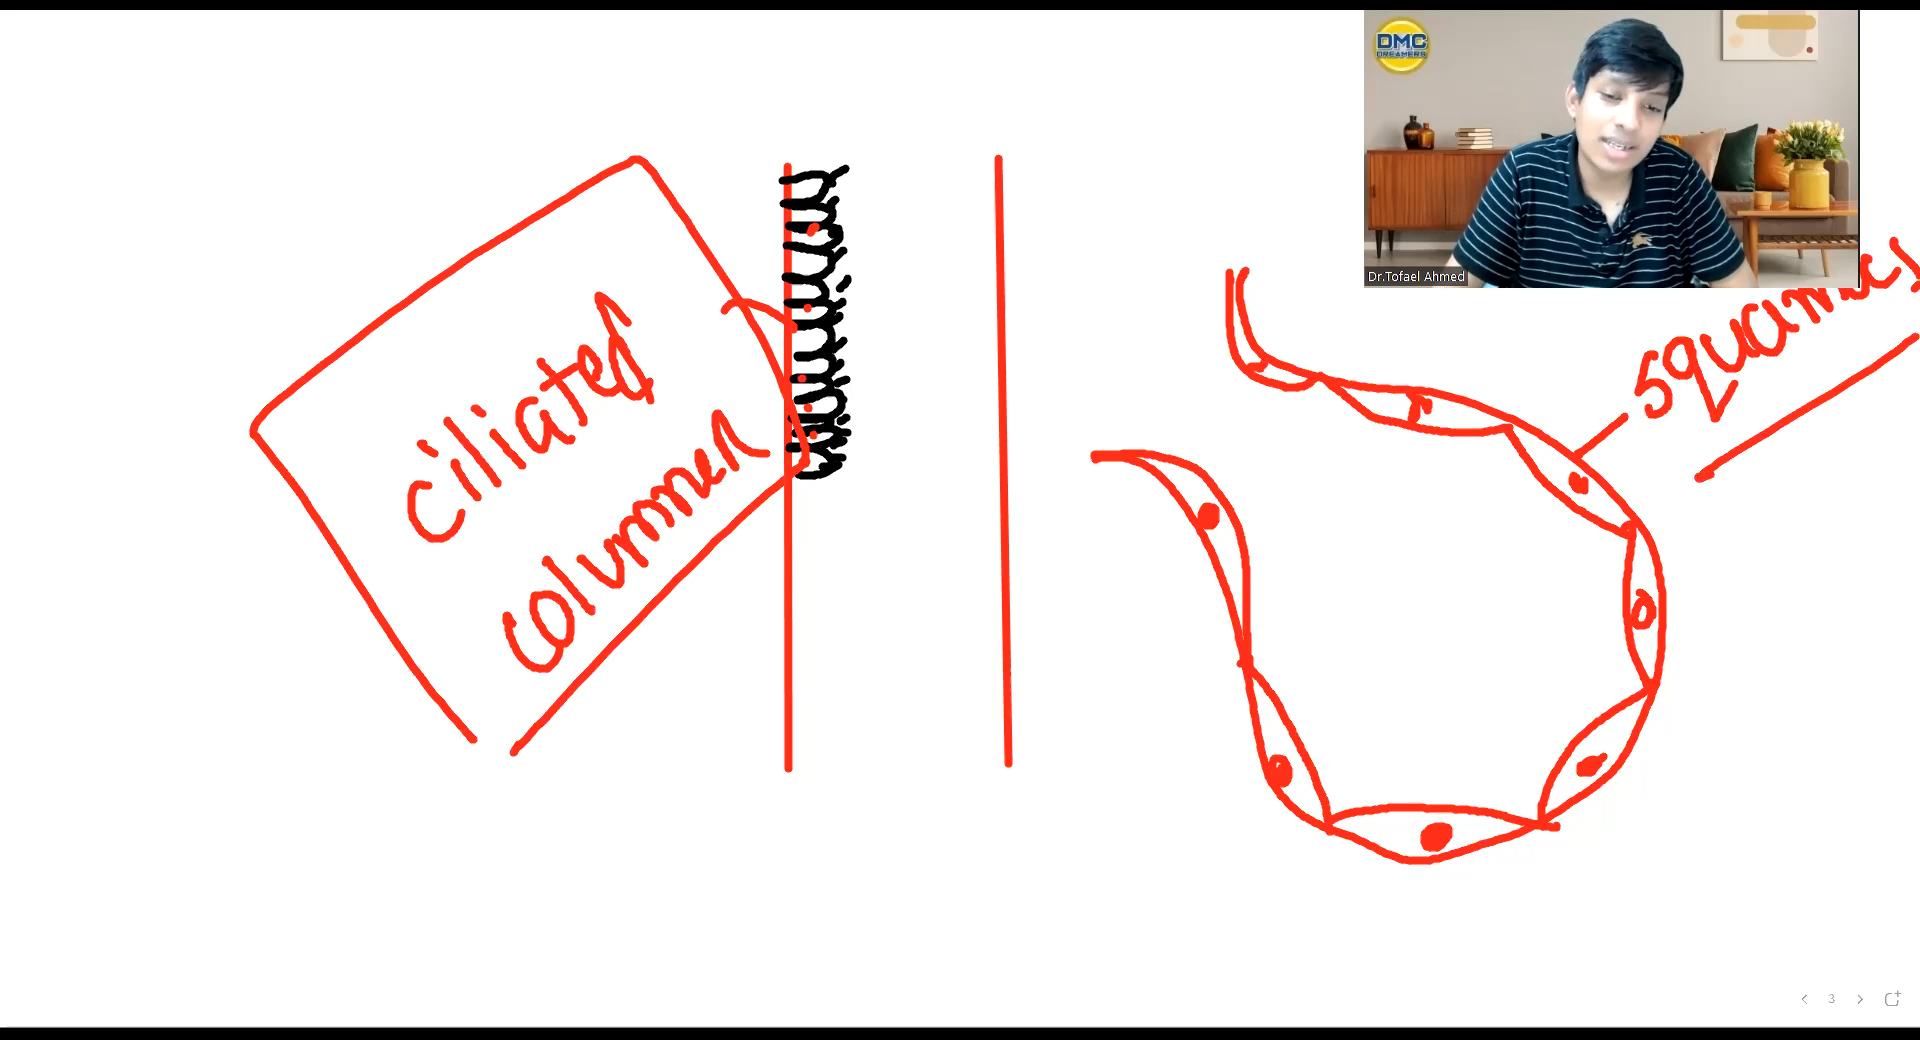 DMC
DREAMERS
Dr.Tofael Ahmed
ciliated
columner
squamus
3